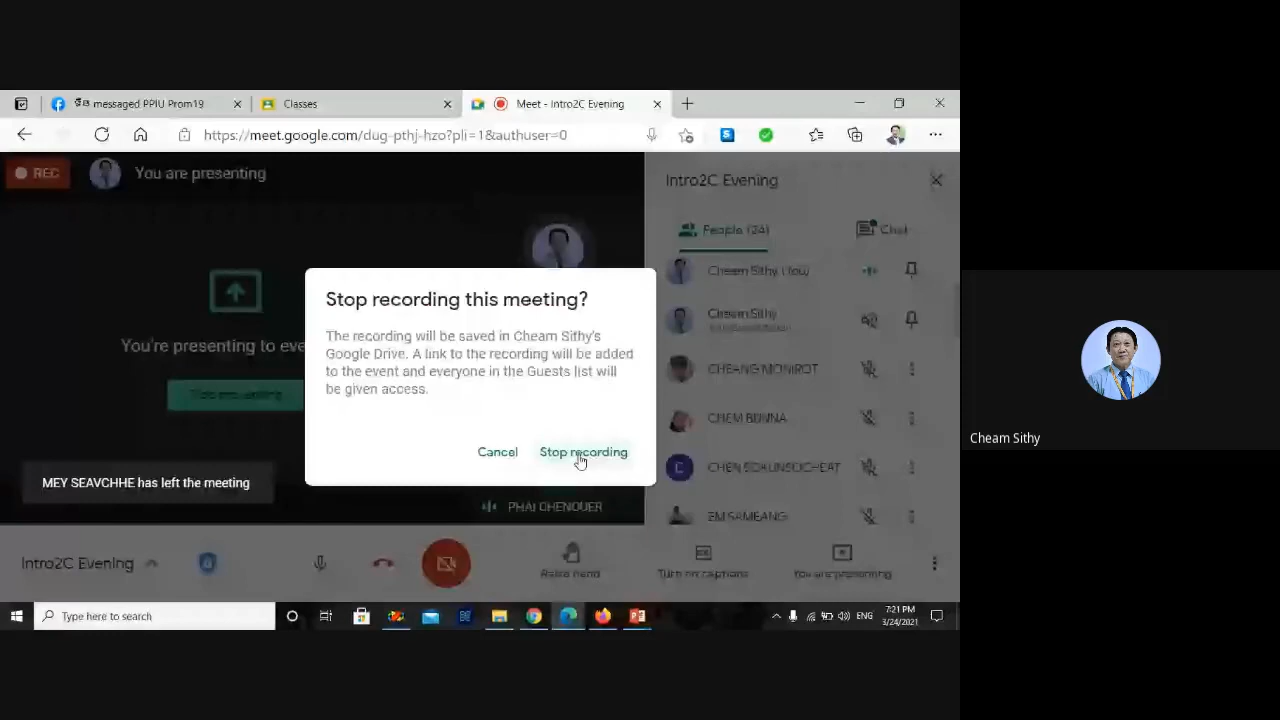 messaged PPIU Prom19
Classes
Meet - Intro2C Evening
https://meet.google.com/dug-pthj-hzo?pli=1&authuser=0
REC
You are presenting
Intro2C Evening
People (24)
Chat
Cheam Sithy (You)
Cheam Sithy
CHEANG MONIROT
CHEM BUNNA
EM SAMEANG
You're presenting to eve
Stop recording this meeting?
The recording will be saved in Cheam Sithy's
Google Drive. A link to the recording will be added
to the event and everyone in the Guests list will
be given access.
Cancel
Stop recording
MEY SEAVCHHE has left the meeting
PHAI CHENQUER
Intro2C Evening
Raise hand
Turn on captions
You are presenting
Type here to search
ENG
7:21 PM
3/24/2021
Cheam Sithy